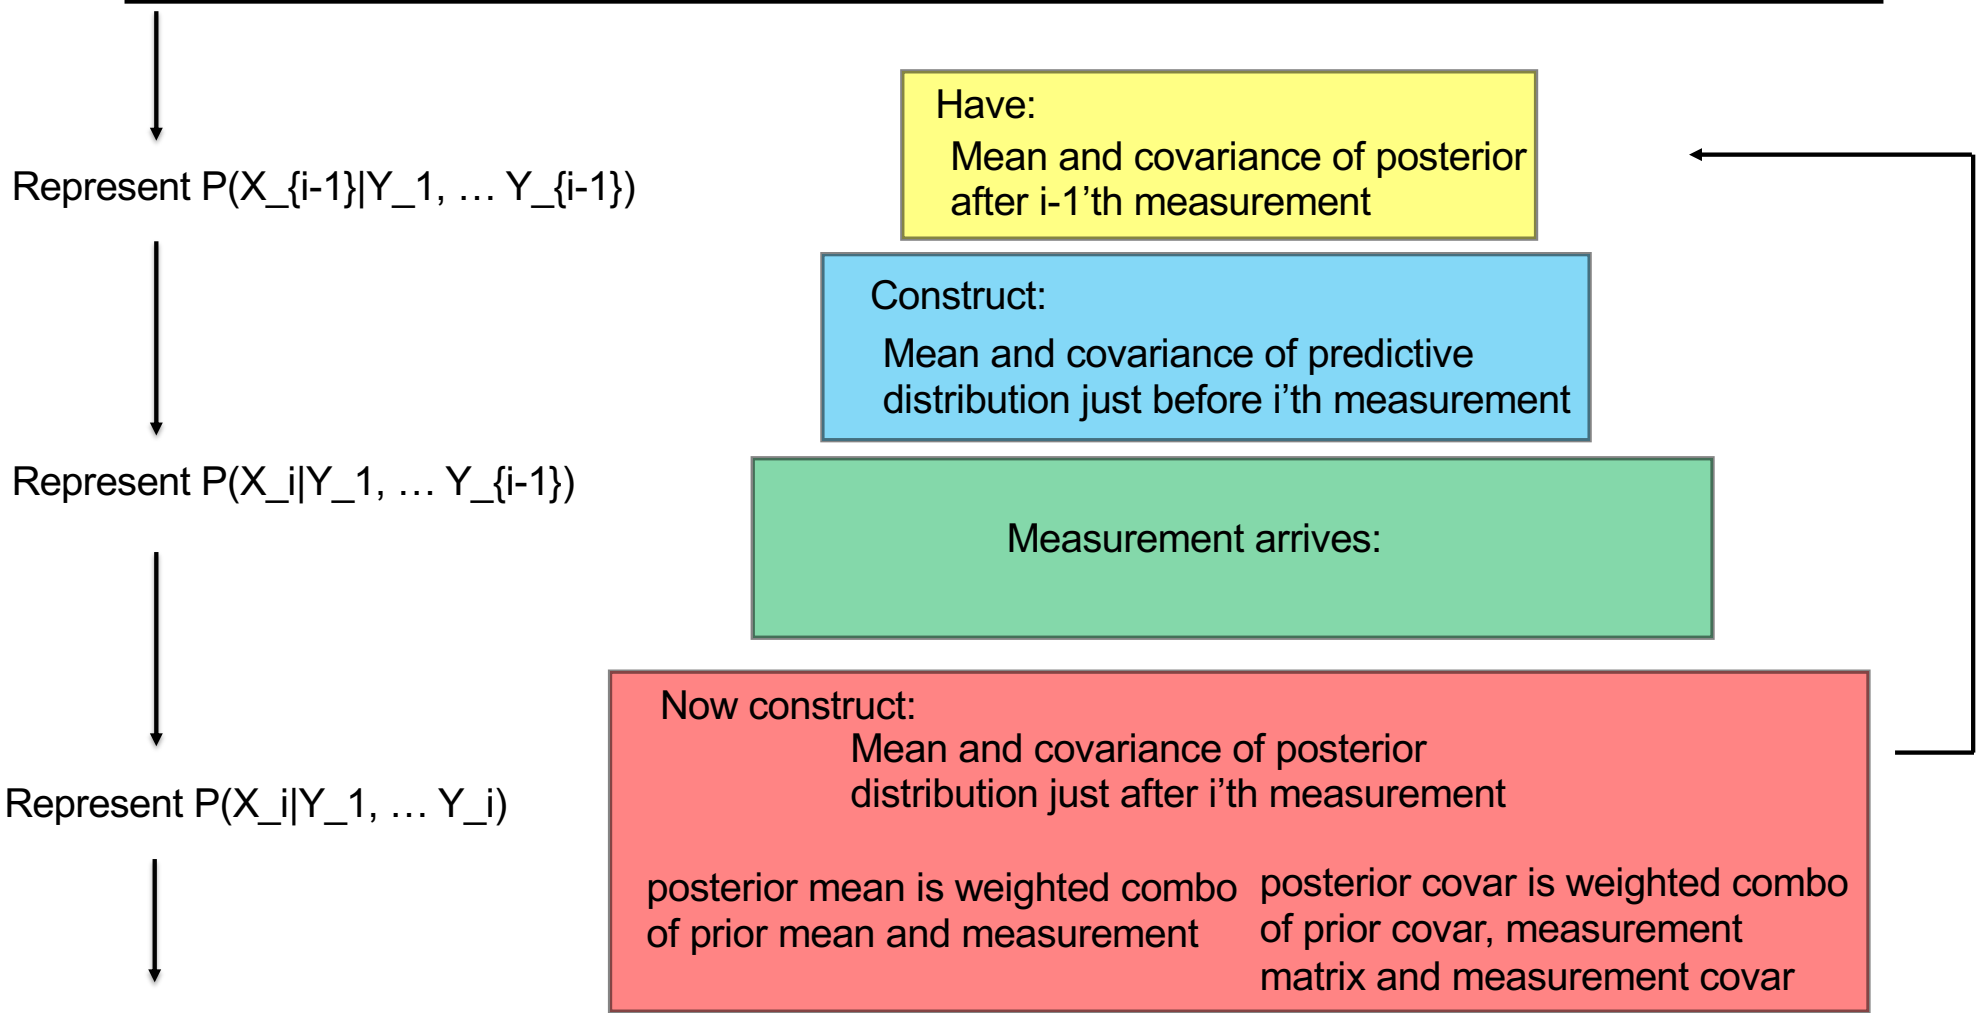 Have:
Mean and covariance of posterior
after i-1’th measurement
Represent P(X_{i-1}|Y_1, … Y_{i-1})
Construct:
Mean and covariance of predictive
distribution just before i’th measurement
Represent P(X_i|Y_1, … Y_{i-1})
Measurement arrives:
Now construct:
Mean and covariance of posterior
distribution just after i’th measurement
Represent P(X_i|Y_1, … Y_i)
posterior mean is weighted combo
of prior mean and measurement
posterior covar is weighted combo
of prior covar, measurement
matrix and measurement covar